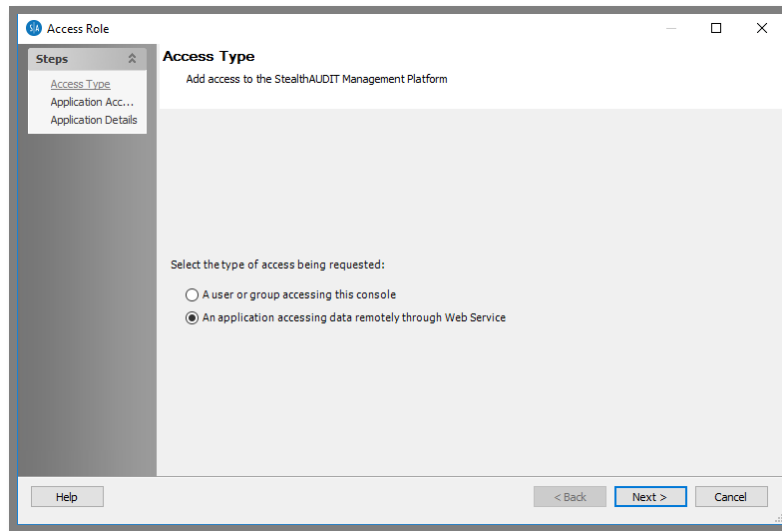 SA Access Role
Steps
Access Type
Application Acc...
Application Details
Access Type
Add access to the StealthAUDIT Management Platform
Select the type of access being requested:
A user or group accessing this console
An application accessing data remotely through Web Service
Help
< Back
Next >
Cancel